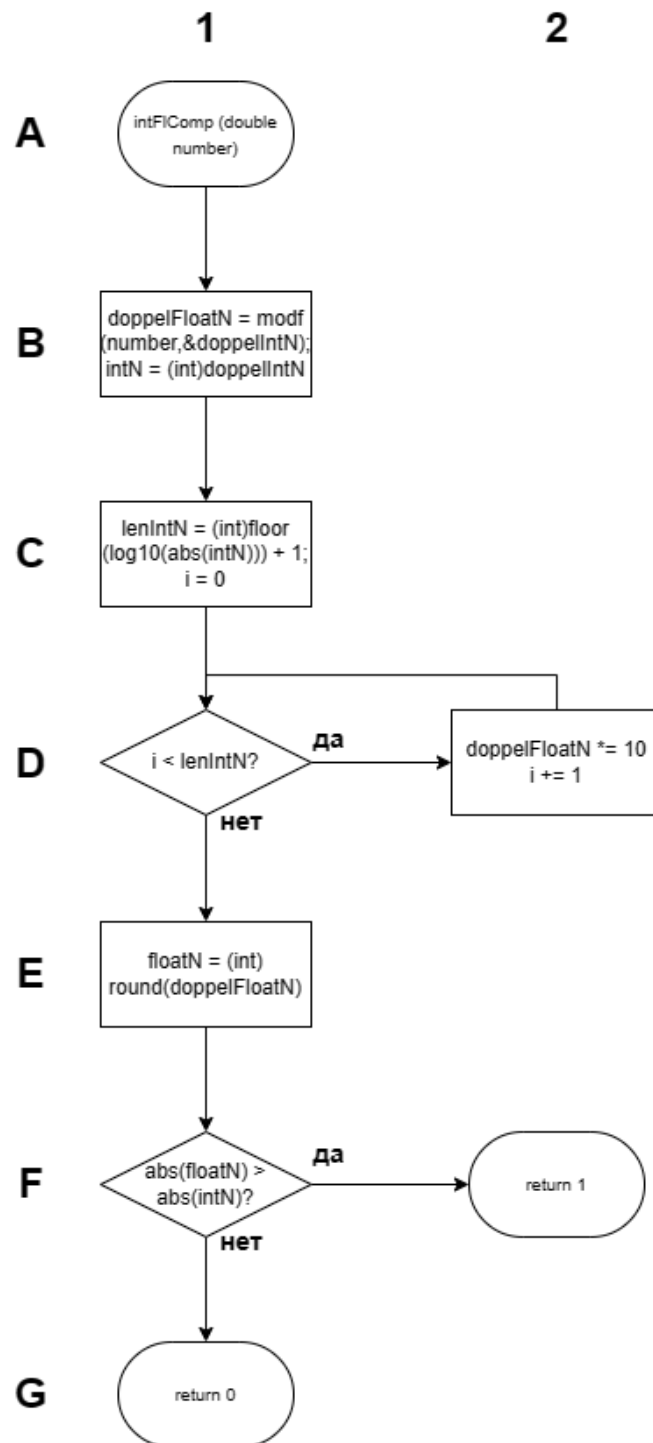 1 2
A
intFlComp (double
number)
B
doppelFloatN = modf
(number,&doppelIntN);
intN = (int)doppelIntN
C
lenIntN = (int)floor
(log10(abs(intN))) + 1;
i = 0
D
i < lenIntN?
да
doppelFloatN *= 10
i += 1
нет
E
floatN = (int)
round(doppelFloatN)
F
abs(floatN) >
abs(intN)?
да
return 1
нет
G
return 0